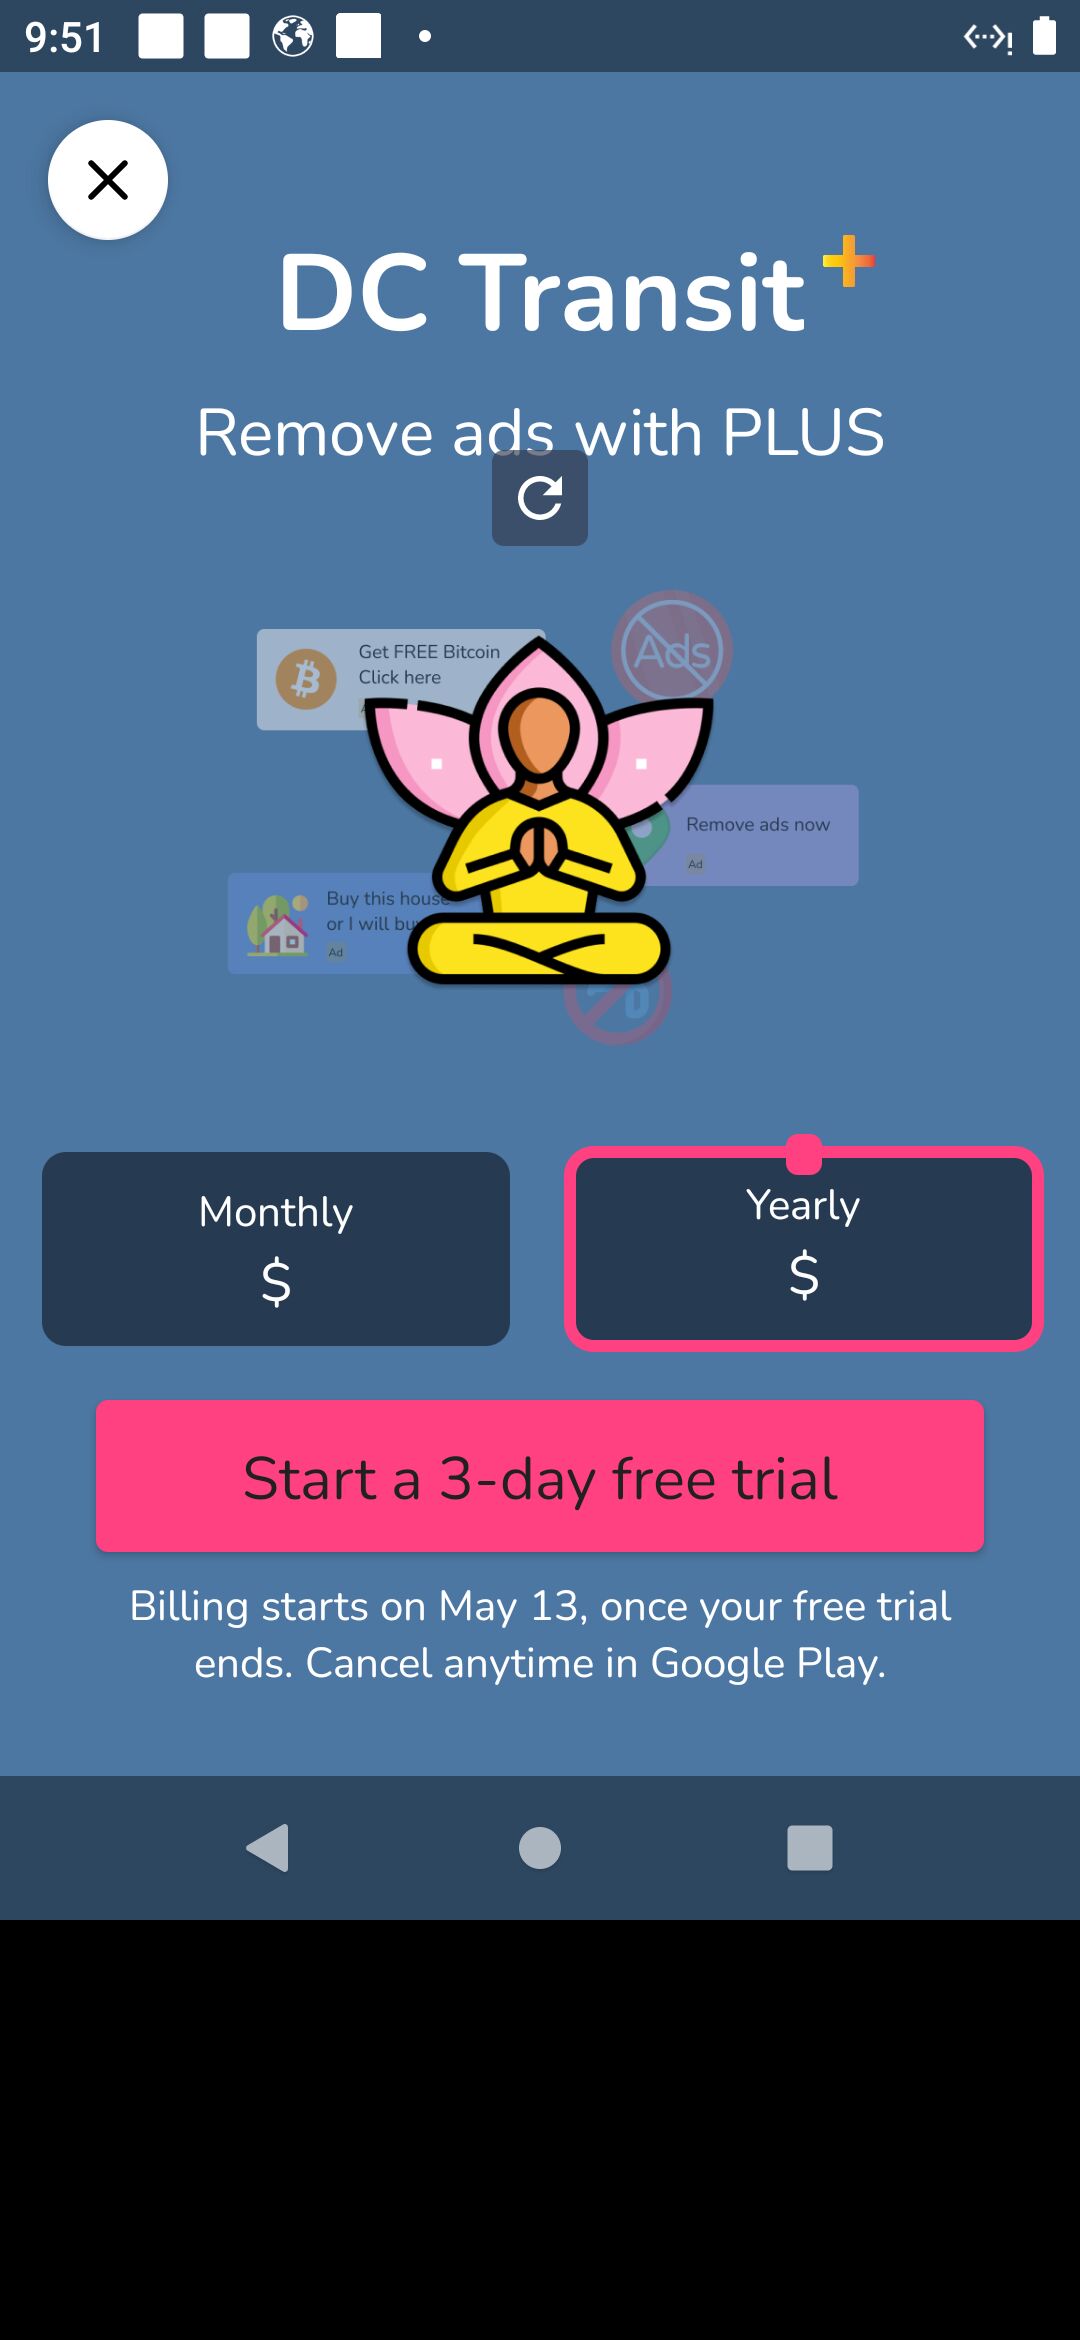 9:51
DC Transit
Remove ads with PLUS
Get FREE Bitcoin
Click here
Ads
Remove ads now
Ad
Buy this house
or I will
Ad
Monthly
$
Yearly
$
Start a 3-day free trial
Billing starts on May 13, once your free trial
ends. Cancel anytime in Google Play.